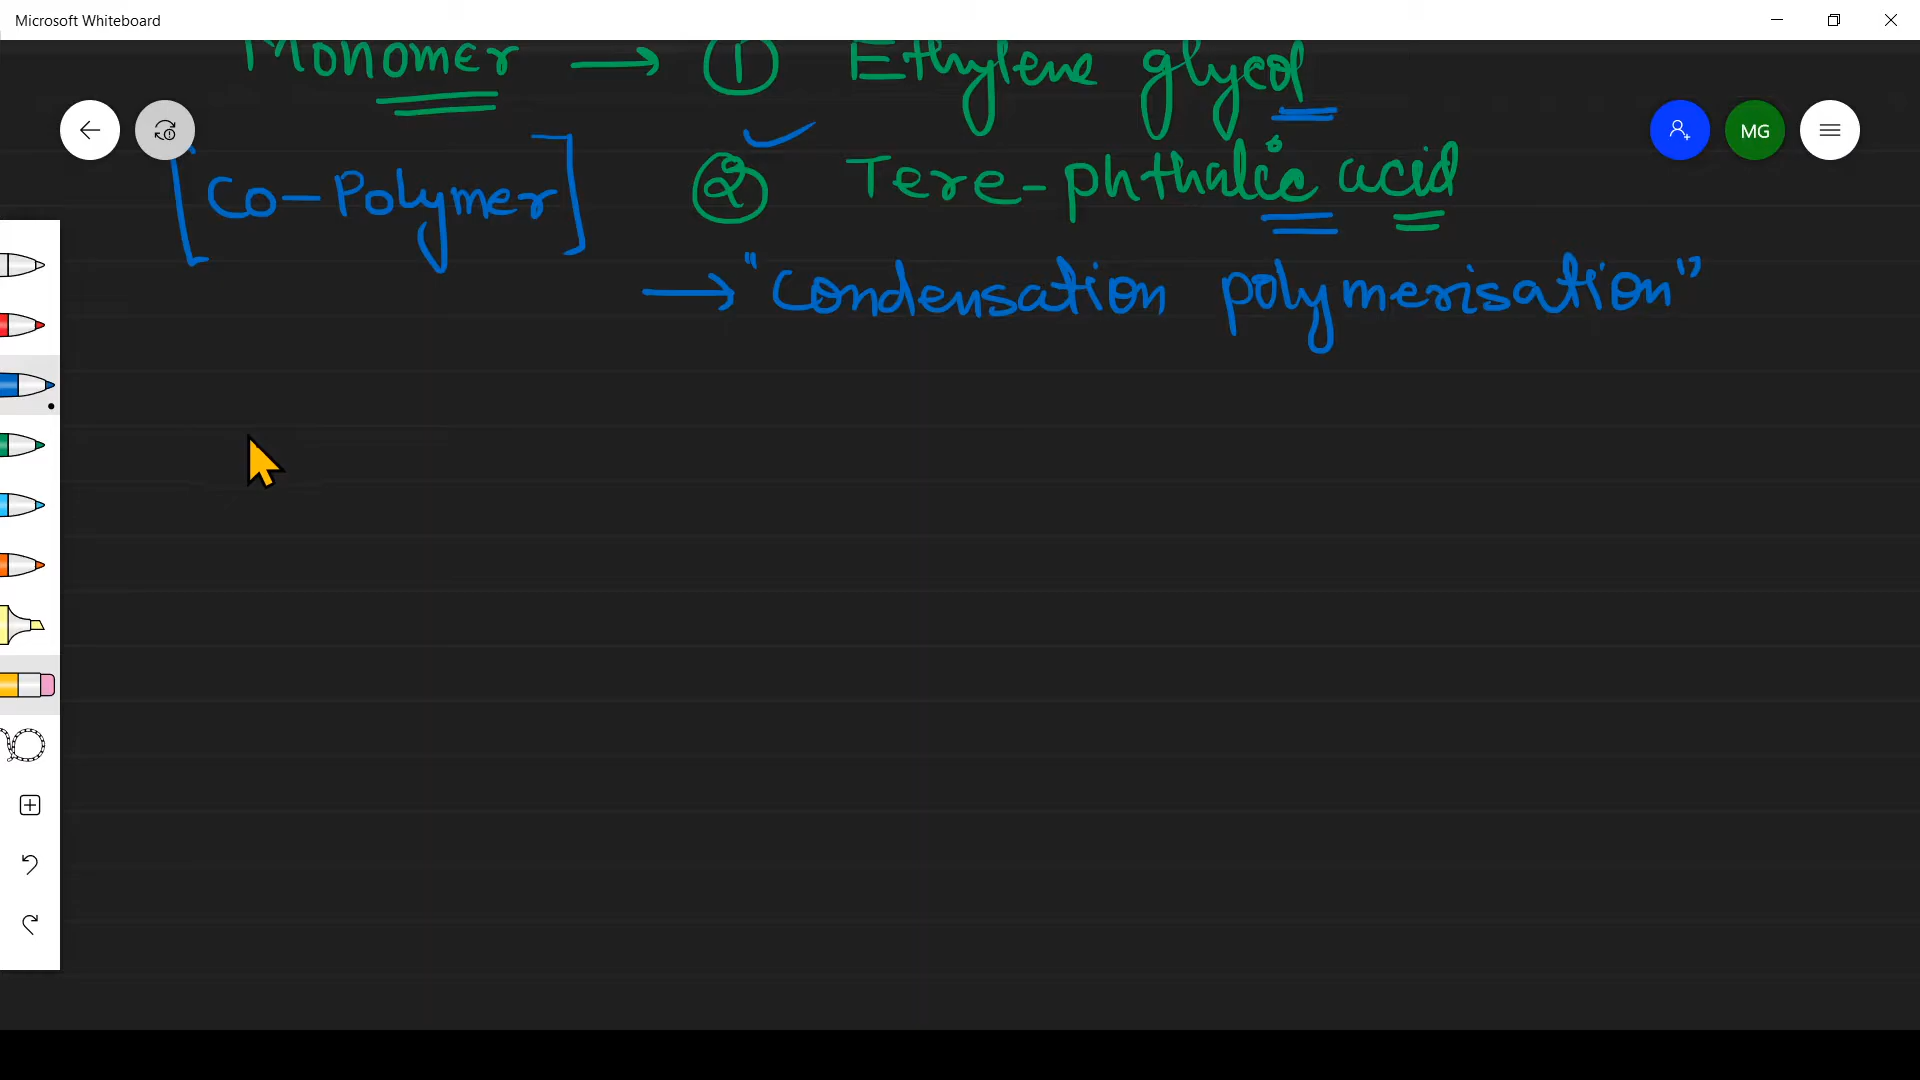 Microsoft Whiteboard
Monomer → ① Ethylene glycol
MG
[Co-Polymer] ② Tere-phthalic acid
→ "Condensation polymerisation"